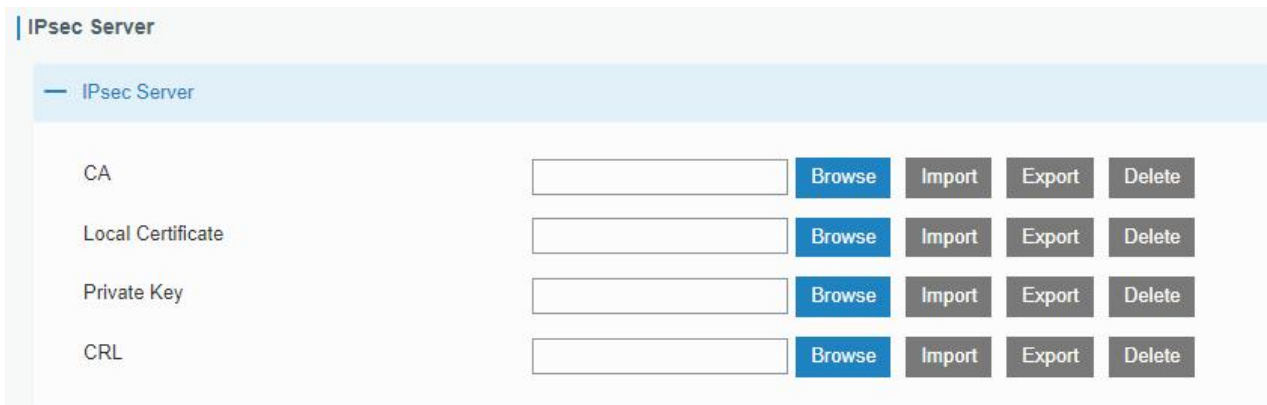 IPsec Server
IPsec Server
CA Browse Import Export Delete
Local Certificate Browse Import Export Delete
Private Key Browse Import Export Delete
CRL Browse Import Export Delete